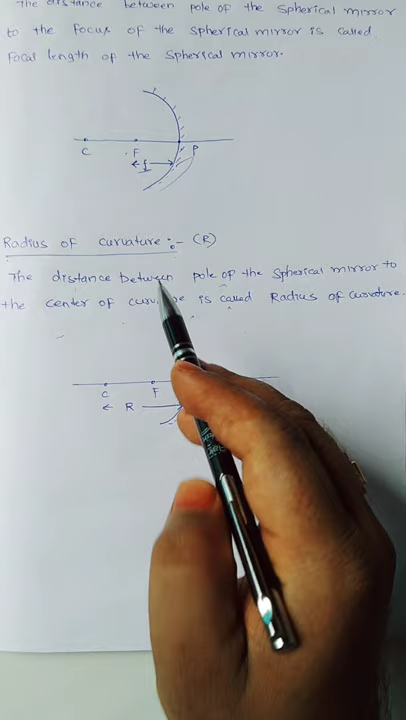 The distance between pole of the spherical mirror
to the focus of the spherical mirror is called
Focal length of the spherical mirror.
C F P
f
Radius of curvature :- (R)
The distance between pole of the spherical mirror to
the center of is called Radius of curvature.
C F
R